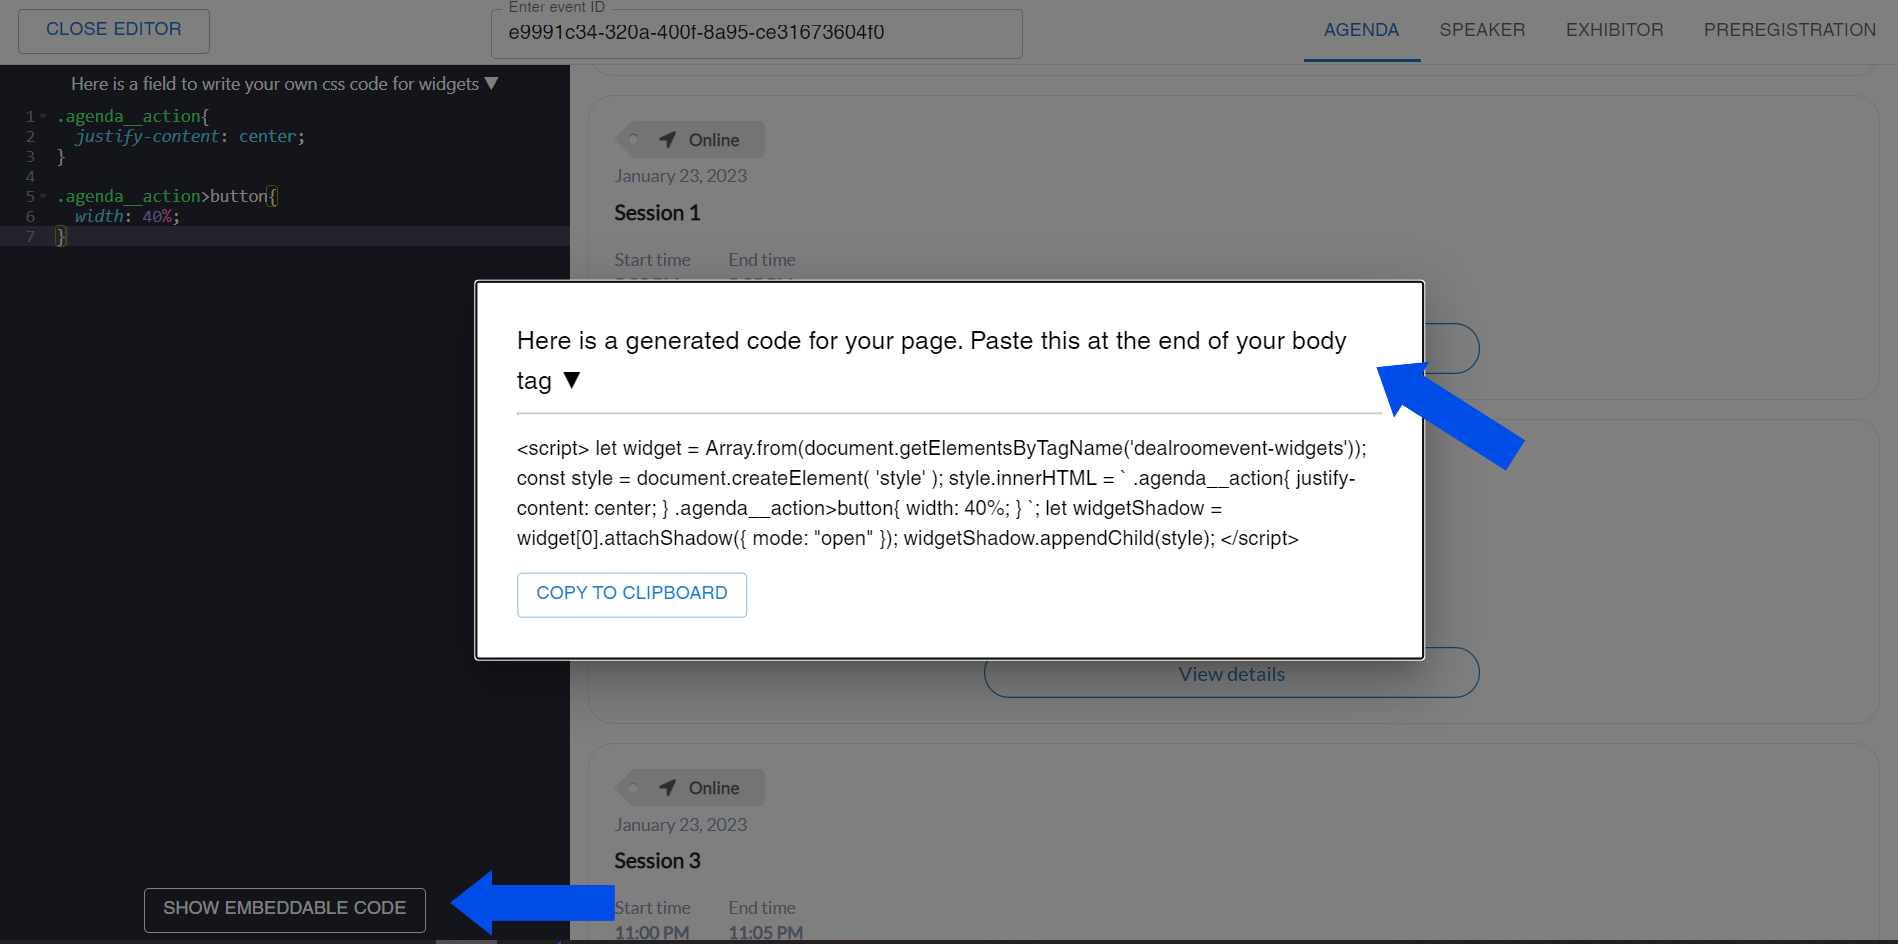 CLOSE EDITOR
Enter event ID
e9991c34-320a-400f-8a95-ce31673604f0
AGENDA SPEAKER EXHIBITOR PREREGISTRATION
Here is a field to write your own css code for widgets ▼
1 .agenda__action{
2 justify-content: center;
3 }
4
5 .agenda__action>button{
6 width: 40%;
7 }
Online
January 23, 2023
Session 1
Start time End time
Here is a generated code for your page. Paste this at the end of your body
tag ▼
<script> let widget = Array.from(document.getElementsByTagName('dealroomevent-widgets'));
const style = document.createElement( 'style' ); style.innerHTML = ` .agenda__action{ justify-
content: center; } .agenda__action>button{ width: 40%; } `; let widgetShadow =
widget[0].attachShadow({ mode: "open" }); widgetShadow.appendChild(style); </script>
COPY TO CLIPBOARD
View details
Online
January 23, 2023
Session 3
Start time End time
11:00 PM 11:05 PM
SHOW EMBEDDABLE CODE